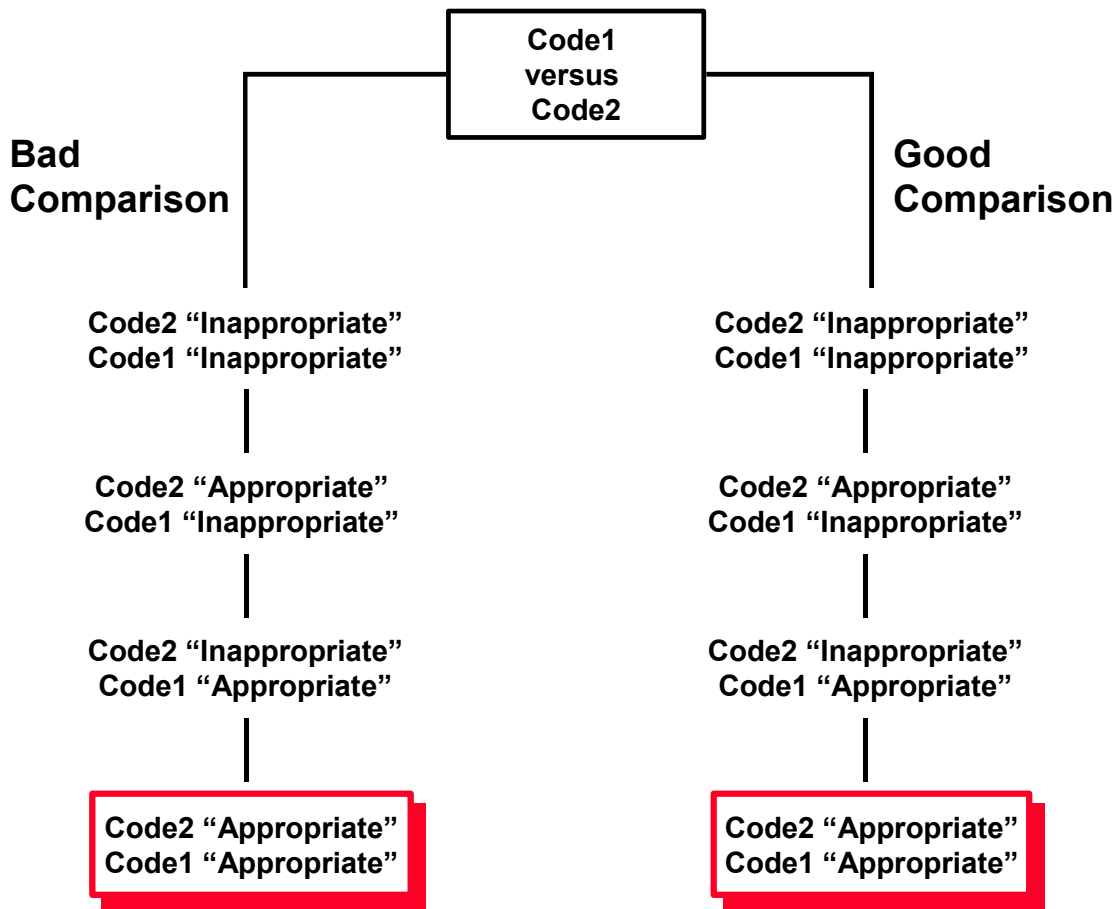 Code1
versus
Code2
Bad
Comparison
Good
Comparison
Code2 “Inappropriate”
Code1 “Inappropriate”
Code2 “Appropriate”
Code1 “Inappropriate”
Code2 “Inappropriate”
Code1 “Appropriate”
Code2 “Appropriate”
Code1 “Appropriate”
Code2 “Inappropriate”
Code1 “Inappropriate”
Code2 “Appropriate”
Code1 “Inappropriate”
Code2 “Inappropriate”
Code1 “Appropriate”
Code2 “Appropriate”
Code1 “Appropriate”